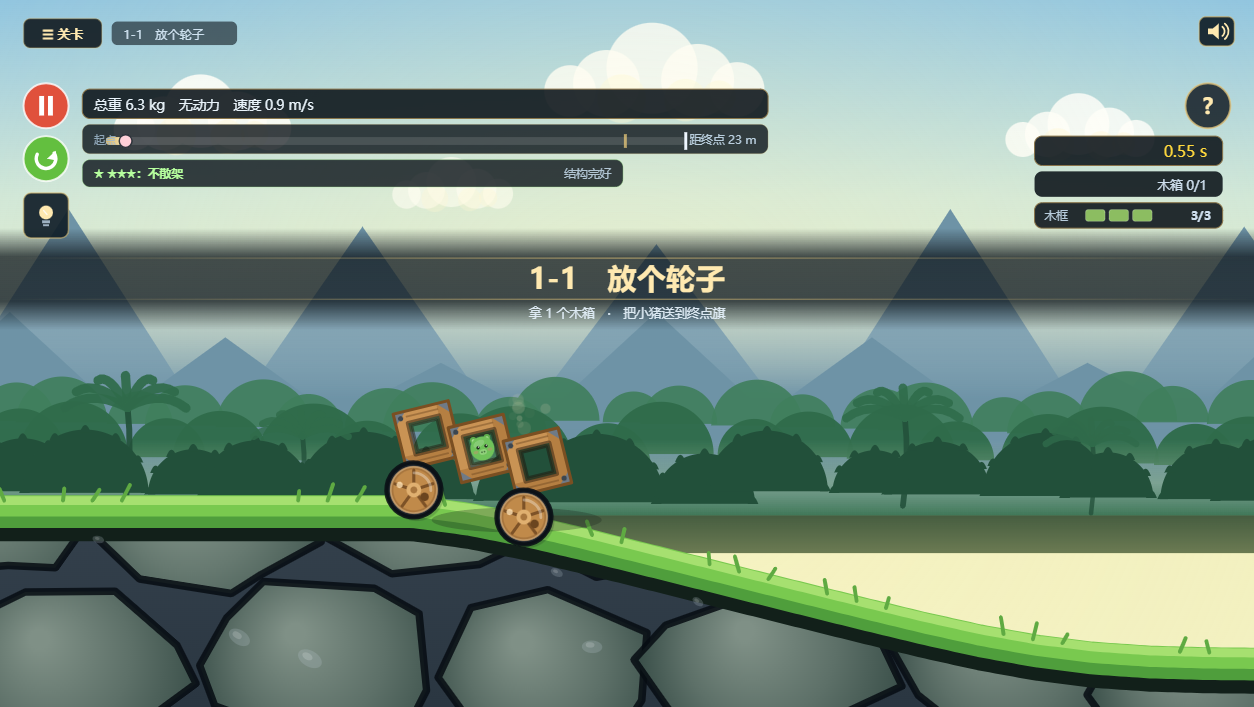 ☰ 关卡
1-1 放个轮子
总重 6.3 kg 无动力 速度 0.9 m/s
距终点 23 m
★ ★★★: 不散架 结构完好
?
0.55 s
木箱 0/1
木框 3/3
1-1 放个轮子
拿 1 个木箱 · 把小猪送到终点旗